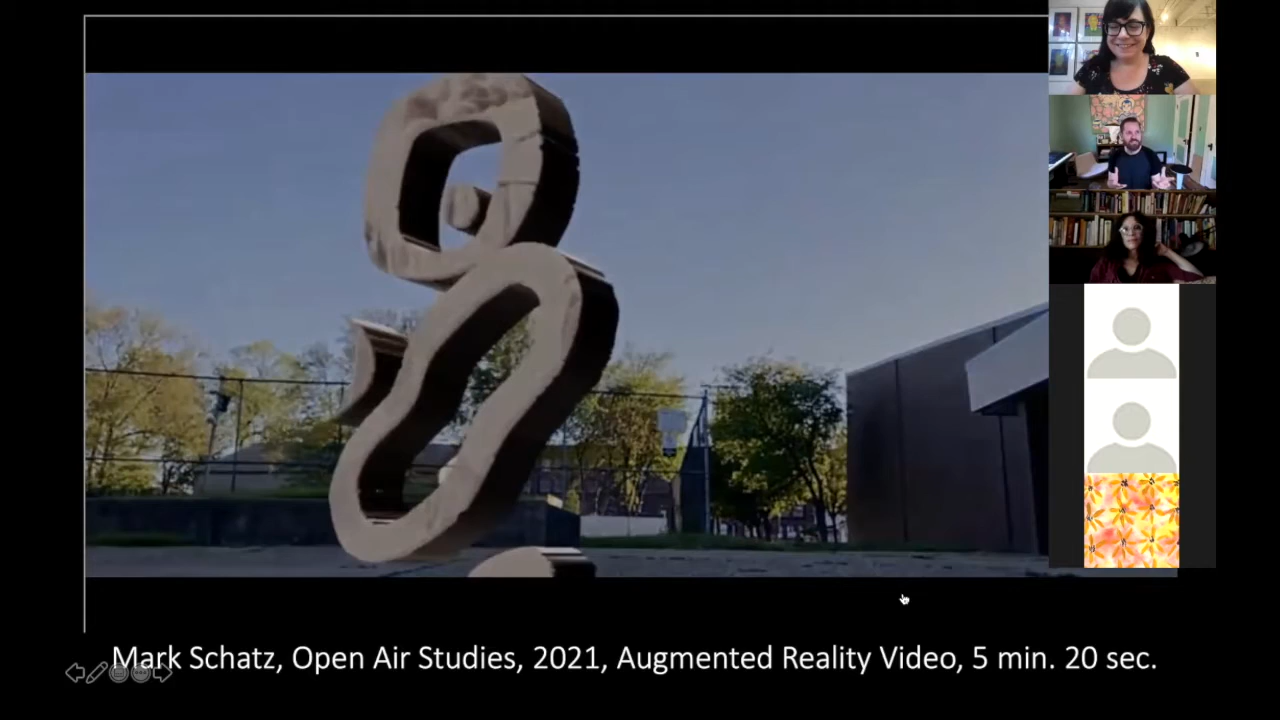 Mark Schatz, Open Air Studies, 2021, Augmented Reality Video, 5 min. 20 sec.